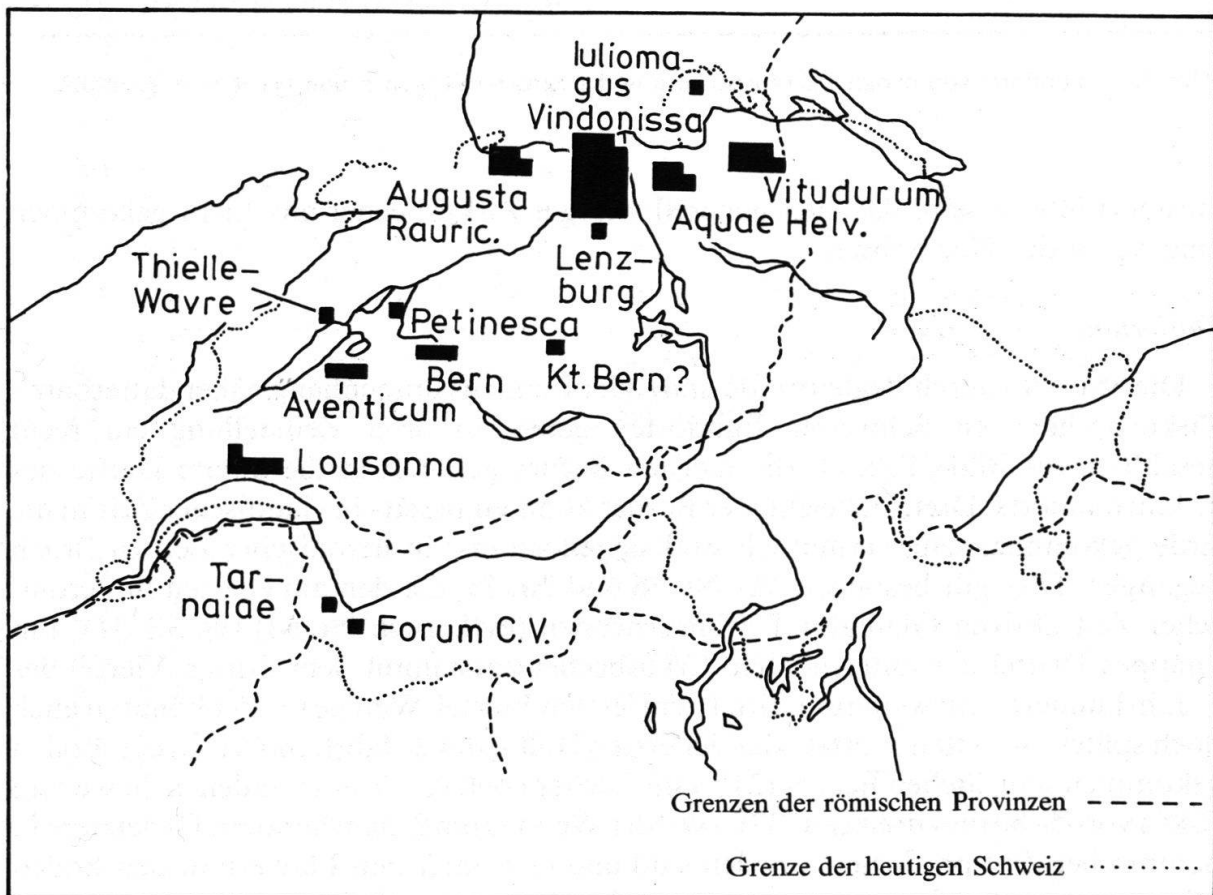 Iulioma-
gus
Vindonissa
Augusta
Rauric.
Vitudurum
Aquae Helv.
Lenz-
burg
Thielle-
Wavre
Petinesca
Bern
Kt. Bern?
Aventicum
Lousonna
Tar-
naiae
Forum C.V.
Grenzen der römischen Provinzen
Grenze der heutigen Schweiz